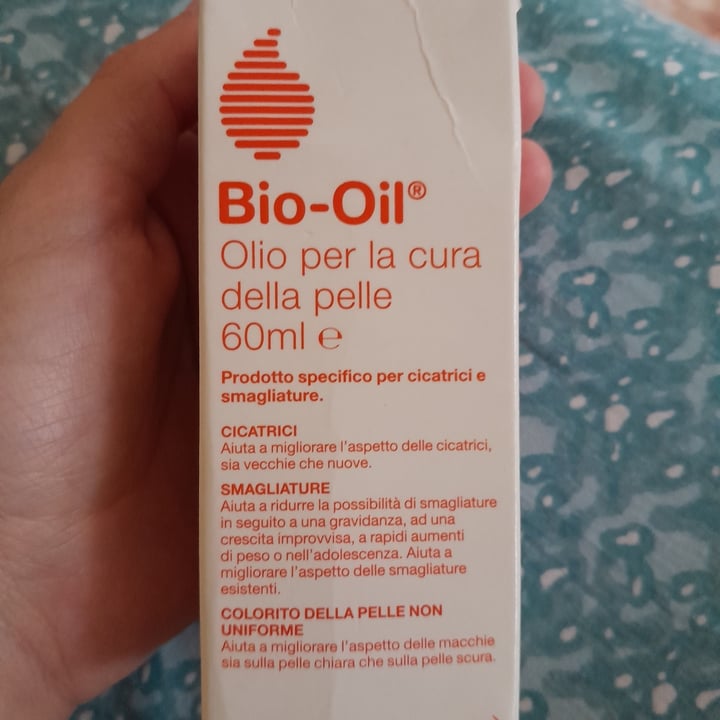 Bio-Oil®
Olio per la cura
della pelle
60ml ℮
Prodotto specifico per cicatrici e
smagliature.
CICATRICI
Aiuta a migliorare l'aspetto delle cicatrici,
sia vecchie che nuove.
SMAGLIATURE
Aiuta a ridurre la possibilità di smagliature
in seguito a una gravidanza, ad una
crescita improvvisa, a rapidi aumenti
di peso o nell'adolescenza. Aiuta a
migliorare l'aspetto delle smagliature
esistenti.
COLORITO DELLA PELLE NON
UNIFORME
Aiuta a migliorare l'aspetto delle macchie
sia sulla pelle chiara che sulla pelle scura.